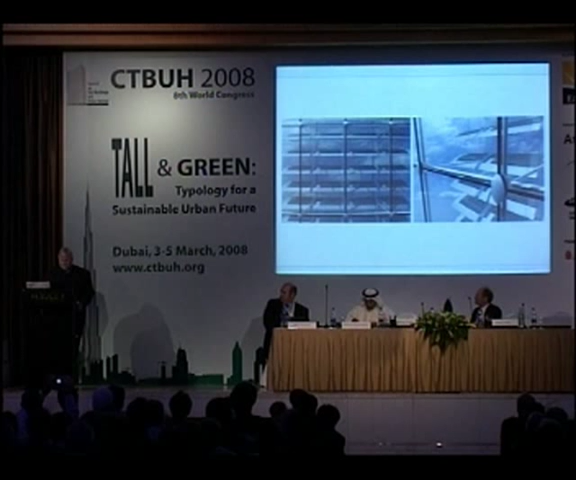 CTBUH 2008
8th World Congress
TALL & GREEN:
Typology for a
Sustainable Urban Future
Dubai, 3-5 March, 2008
www.ctbuh.org